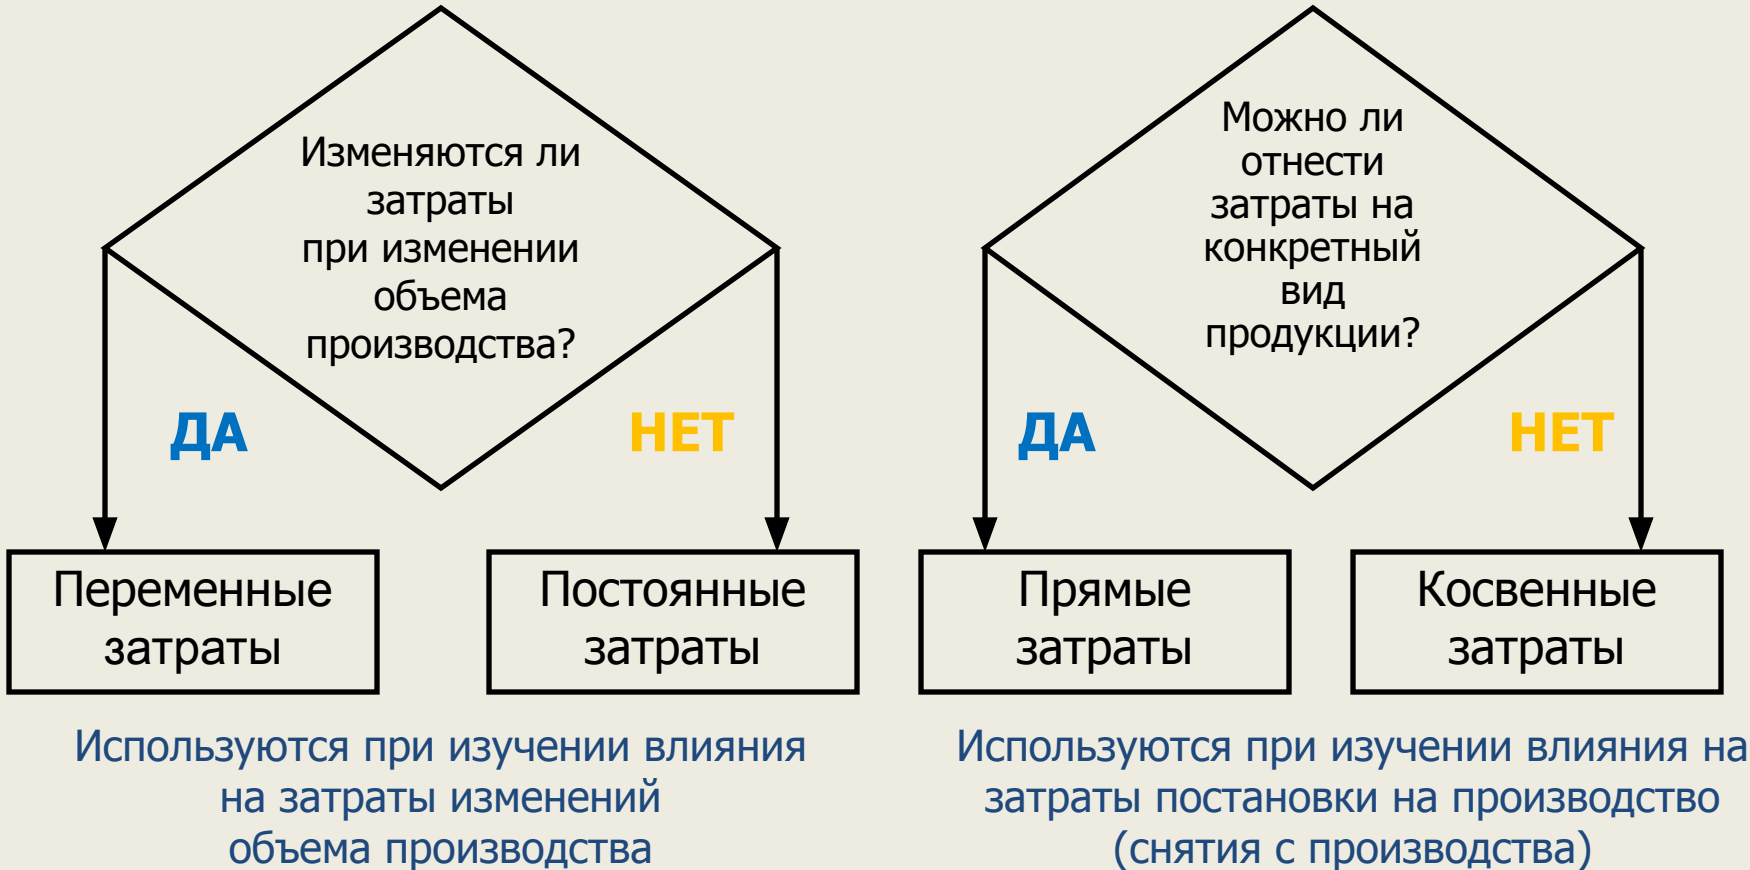 Изменяются ли
затраты
при изменении
объема
производства?
ДА
НЕТ
Переменные
затраты
Постоянные
затраты
Используются при изучении влияния
на затраты изменений
объема производства
Можно ли
отнести
затраты на
конкретный
вид
продукции?
ДА
НЕТ
Прямые
затраты
Косвенные
затраты
Используются при изучении влияния на
затраты постановки на производство
(снятия с производства)